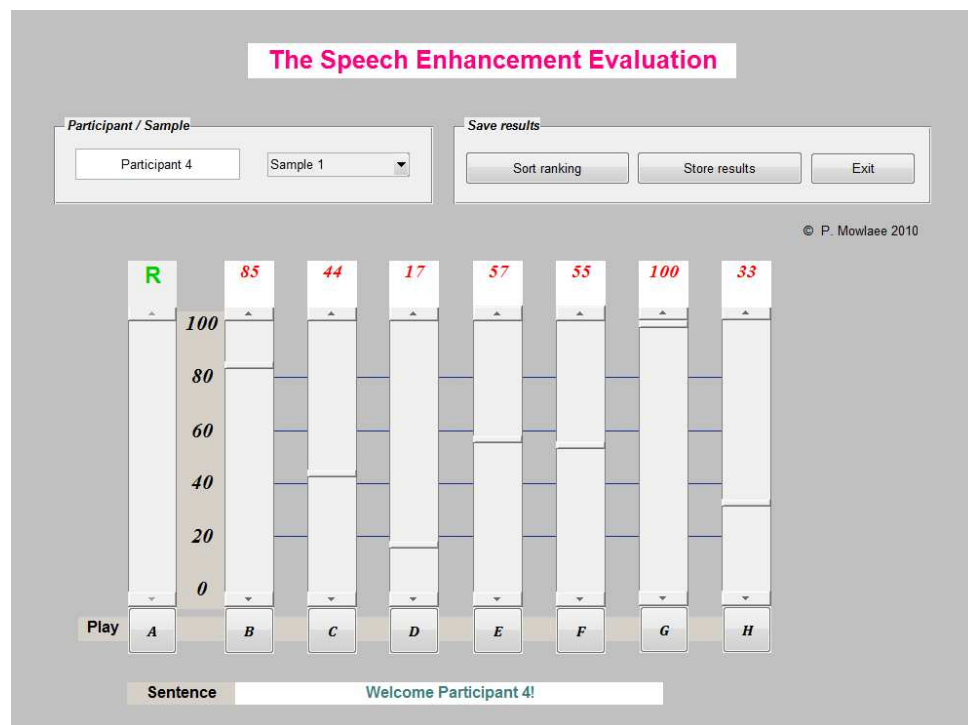 The Speech Enhancement Evaluation
Participant / Sample
Save results
Participant 4
Sample 1
Sort ranking
Store results
Exit
© P. Mowlaee 2010
R 85 44 17 57 55 100 33
100
80
60
40
20
0
Play A B C D E F G H
Sentence Welcome Participant 4!